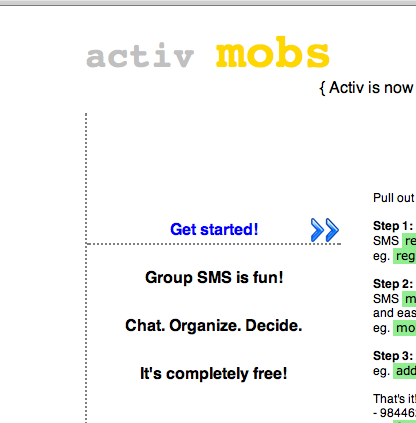 activ mobs
{ Activ is now
Get started!
Group SMS is fun!
Chat. Organize. Decide.
It's completely free!
Pull out
Step 1:
SMS re
eg. reg
Step 2:
SMS m
and eas
eg. mo
Step 3:
eg. add
That's it!
- 98446